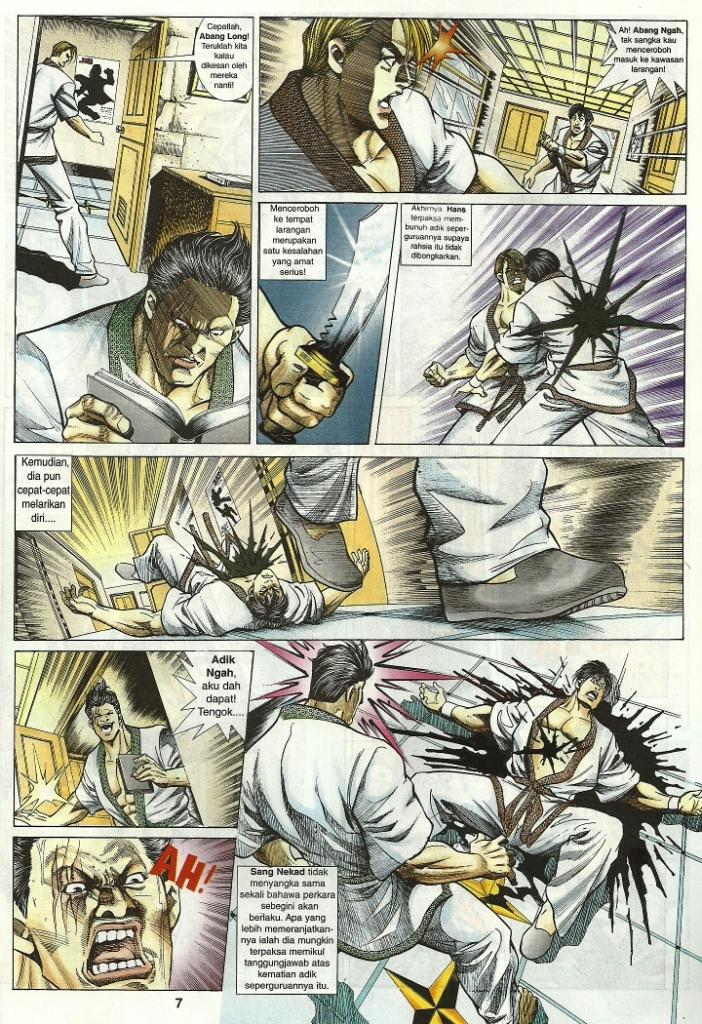 Cepatlah,
Abang Long!
Teruklah kita
kalau
dikesan oleh
mereka
nanti!
Ah! Abang Ngah,
tak sangka kau
menceroboh
masuk ke kawasan
larangan!
Menceroboh
ke tempat
larangan
merupakan
satu kesalahan
yang amat
serius!
Akhirnya Hans
terpaksa mem-
bunuh adik seper-
guruannya supaya
rahsia itu tidak
dibongkarkan.
Kemudian,
dia pun
cepat-cepat
melarikan
diri....
Adik
Ngah,
aku dah
dapat!
Tengok....
AH!
Sang Nekad tidak
menyangka sama
sekali bahawa perkara
sebegini akan
berlaku. Apa yang
lebih memeranjatkan-
nya ialah dia mungkin
terpaksa memikul
tanggungjawab atas
kematian adik
seperguruannya itu.
7